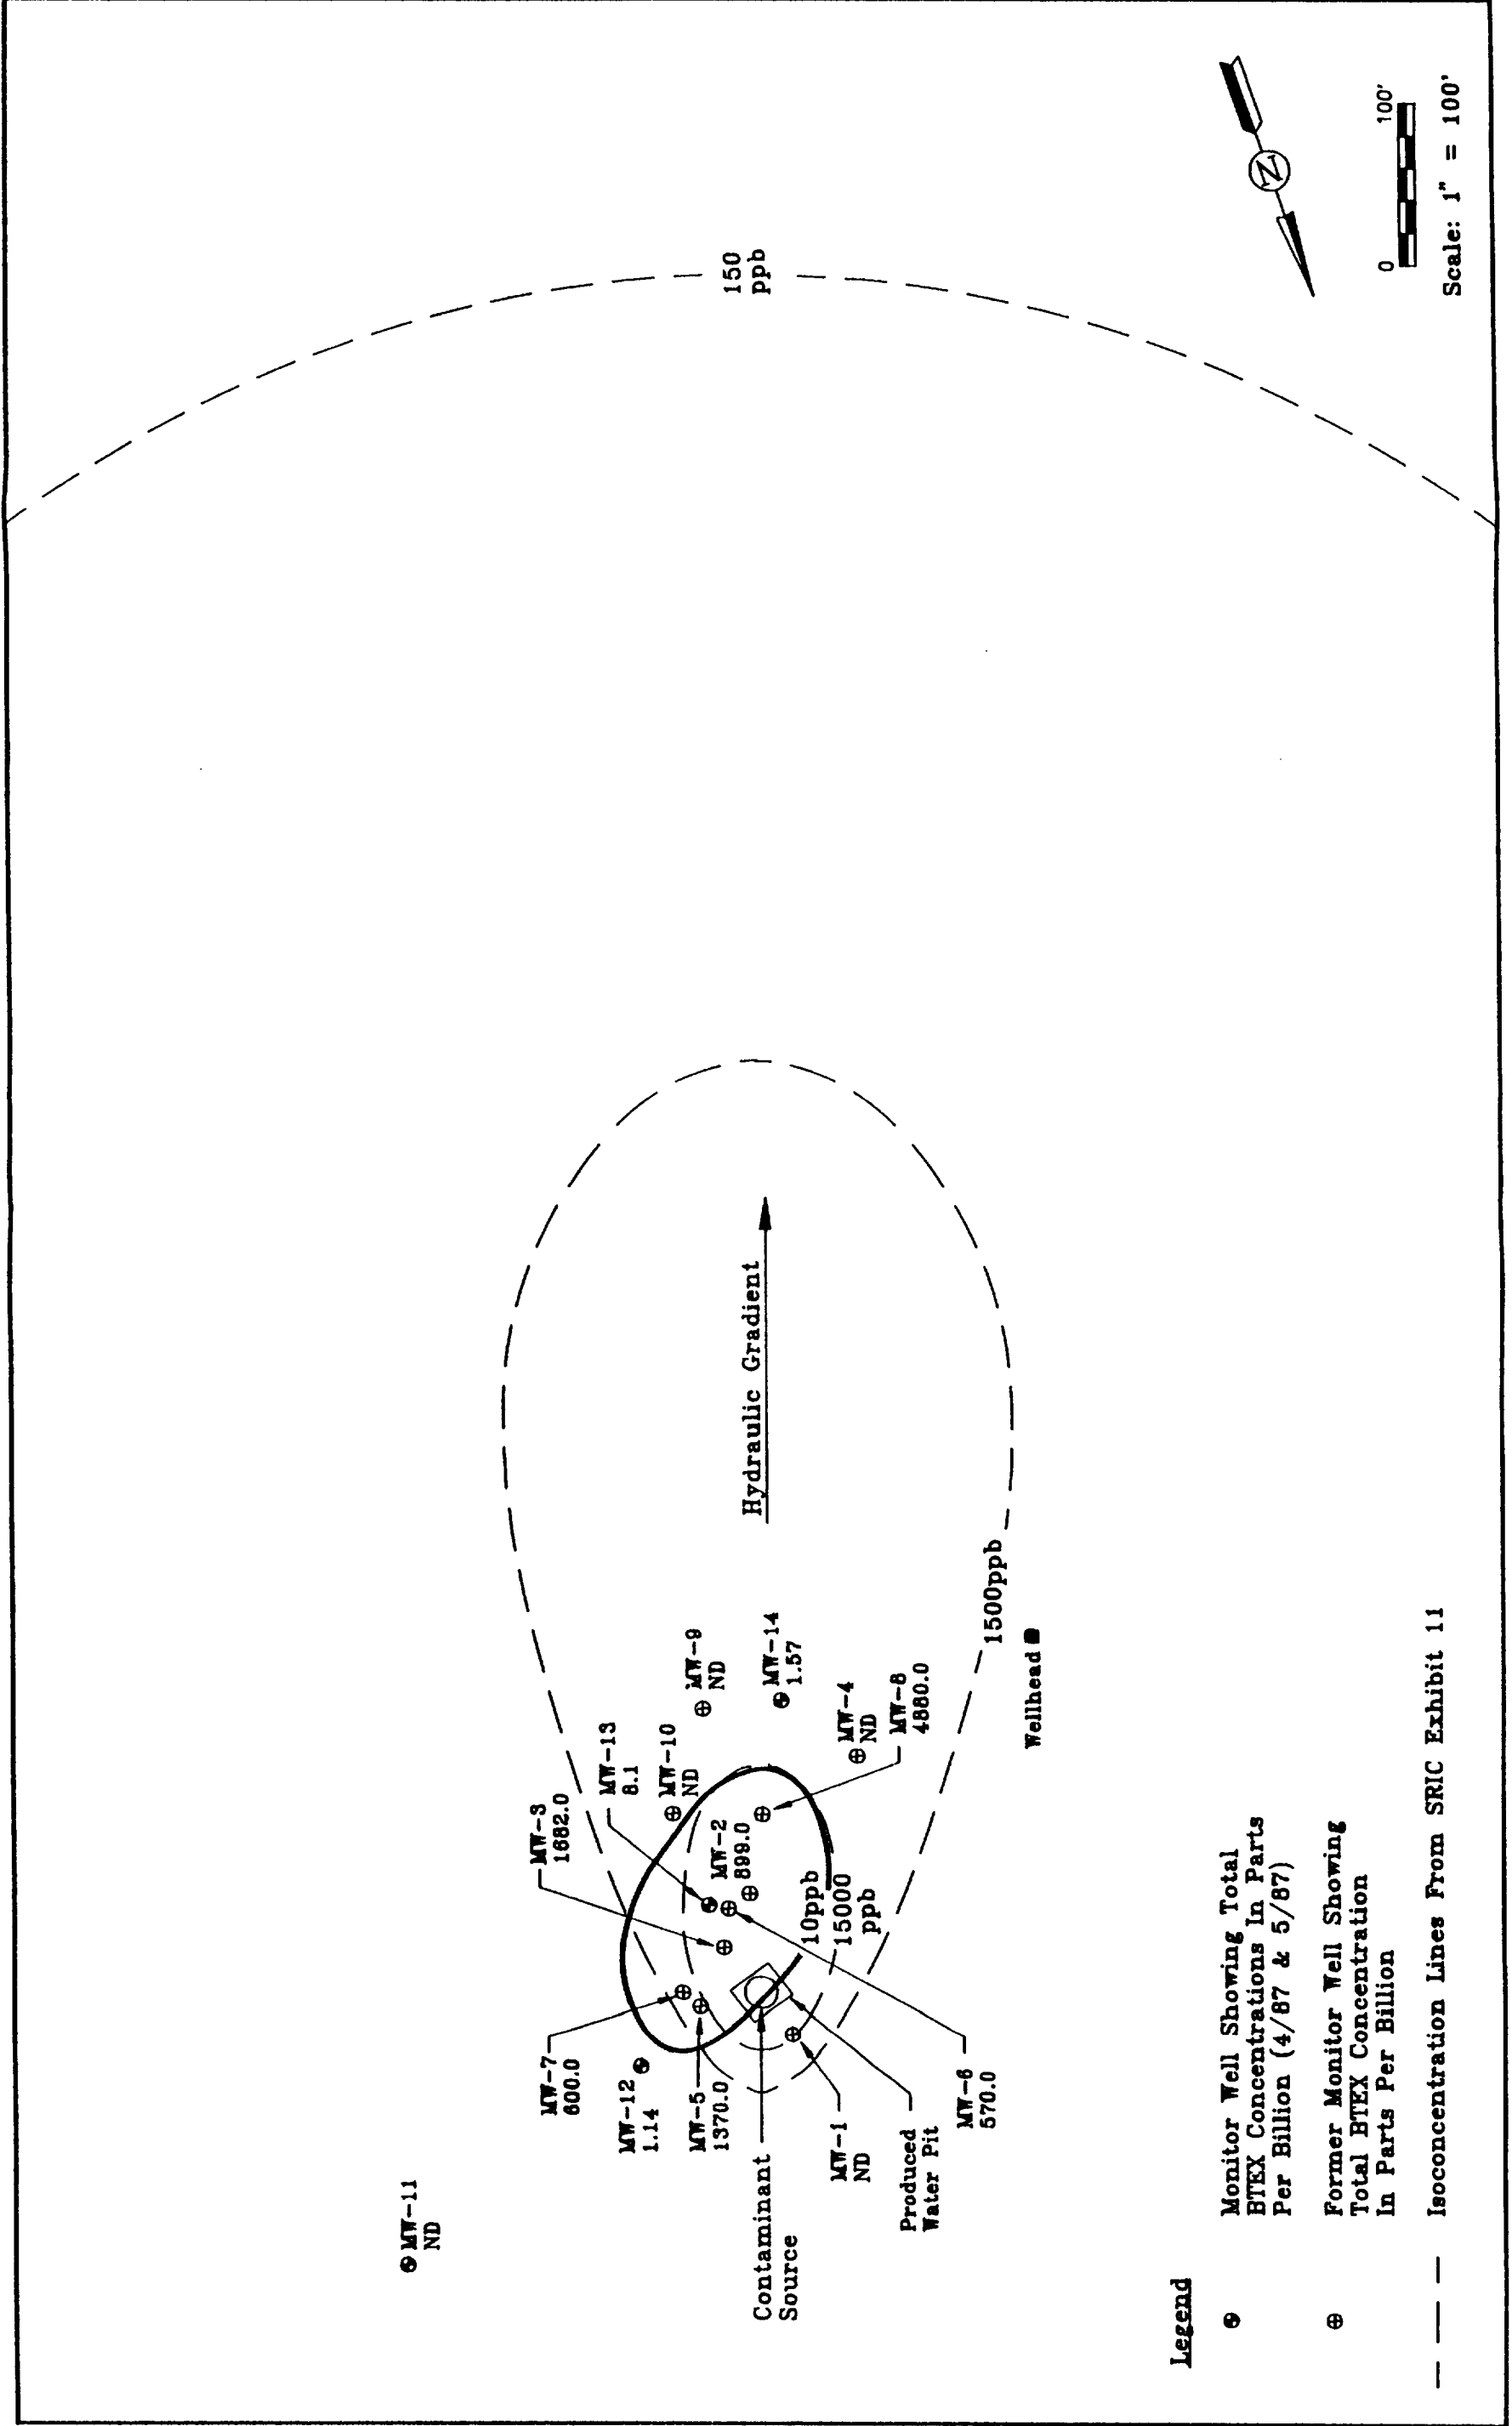 150
ppb
N
0
100'
Scale: 1" = 100'
Hydraulic Gradient
1500ppb
Wellhead
MW-11
ND
MW-7
600.0
MW-12
1.14
MW-5
1370.0
Contaminant
Source
MW-1
ND
Produced
Water Pit
MW-6
570.0
MW-3
1682.0
MW-13
8.1
MW-10
ND
MW-2
899.0
MW-9
ND
MW-14
1.57
MW-4
ND
MW-8
4880.0
10ppb
15000
ppb
Legend
Monitor Well Showing Total
BTEX Concentrations In Parts
Per Billion (4/87 & 5/87)
Former Monitor Well Showing
Total BTEX Concentration
In Parts Per Billion
Isoconcentration Lines From SRIC Exhibit 11